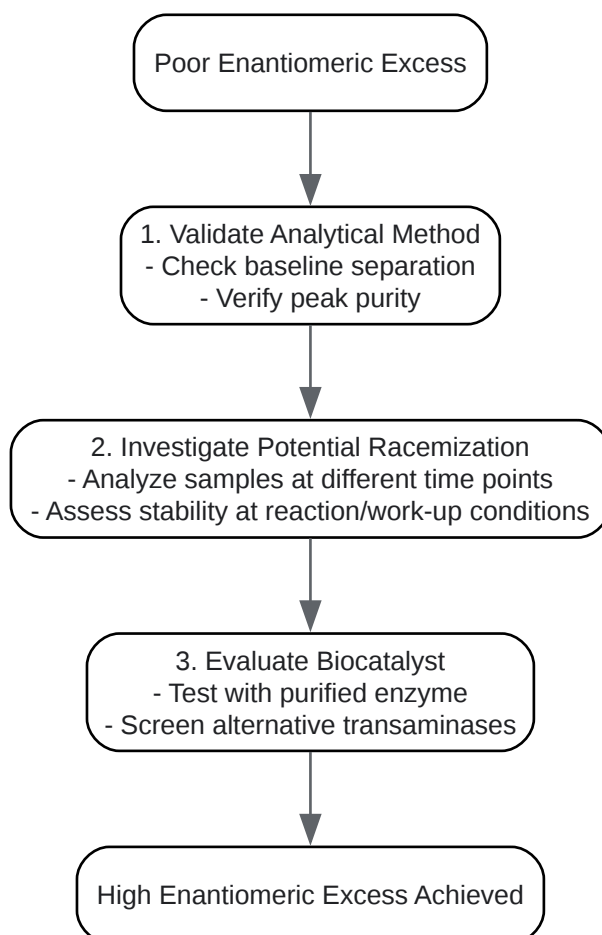 Poor Enantiomeric Excess
1. Validate Analytical Method
- Check baseline separation
- Verify peak purity
2. Investigate Potential Racemization
- Analyze samples at different time points
- Assess stability at reaction/work-up conditions
3. Evaluate Biocatalyst
- Test with purified enzyme
- Screen alternative transaminases
High Enantiomeric Excess Achieved